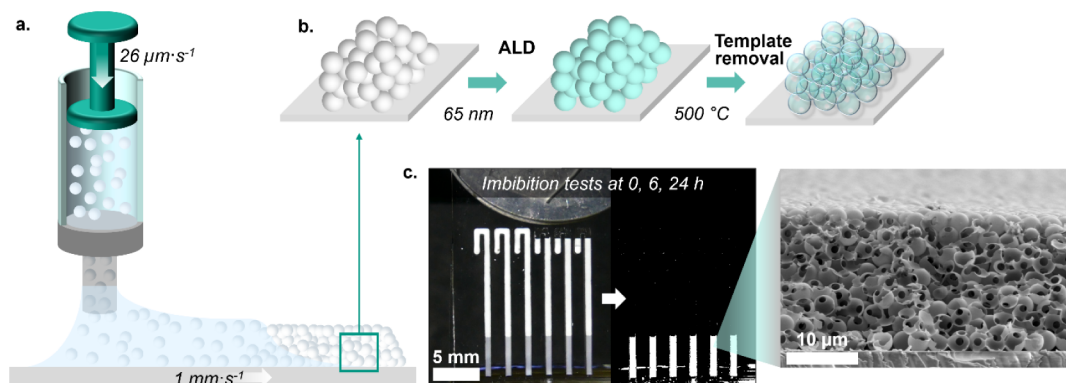 a.
26 μm·s⁻¹
1 mm·s⁻¹
b.
ALD
65 nm
Template
removal
500 °C
c.
Imbibition tests at 0, 6, 24 h
5 mm
10 μm